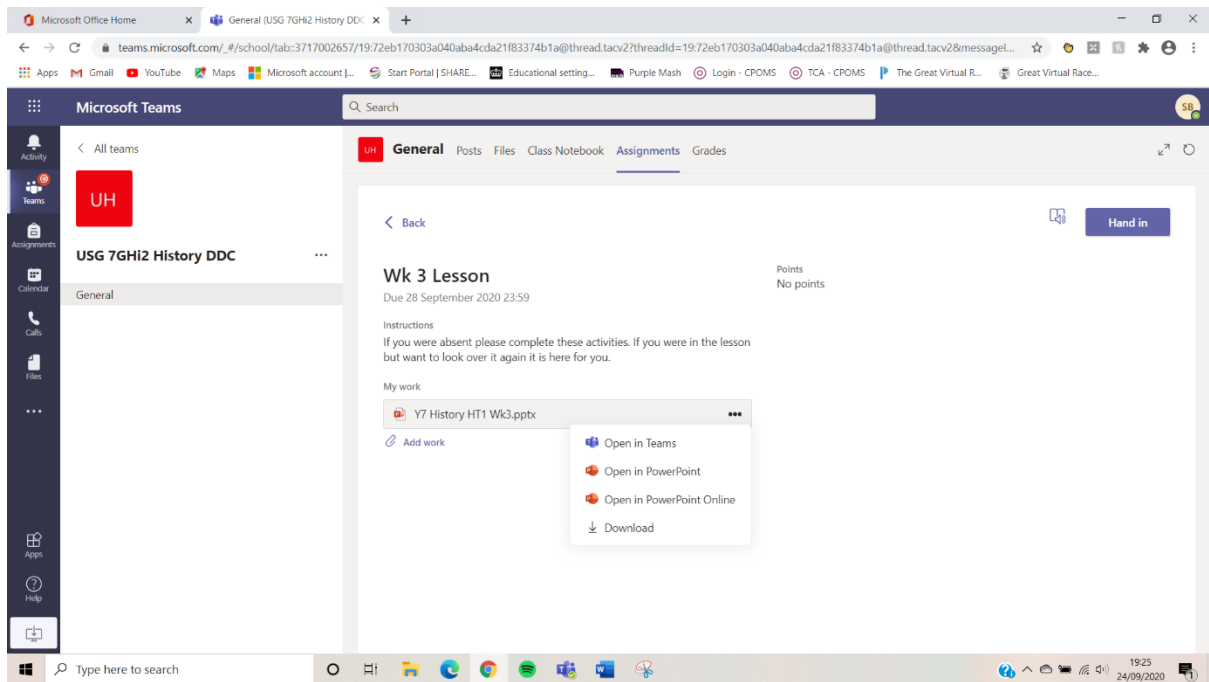 Microsoft Office Home
General (USG 7GHi2 History DDC
teams.microsoft.com/_#/school/tab::3717002657/19:72eb170303a040aba4cda21f83374b1a@thread.tacv2?threadId=19:72eb170303a040aba4cda21f83374b1a@thread.tacv2&messageI...
Apps Gmail YouTube Maps Microsoft account |... Start Portal | SHARE... Educational setting... Purple Mash Login - CPOMS TCA - CPOMS The Great Virtual R... Great Virtual Race...
Microsoft Teams
Search
SB
Activity
Teams
Assignments
Calendar
Calls
Files
Apps
Help
All teams
UH
USG 7GHi2 History DDC
General
UH General Posts Files Class Notebook Assignments Grades
Back
Hand in
Wk 3 Lesson
Due 28 September 2020 23:59
Points
No points
Instructions
If you were absent please complete these activities. If you were in the lesson
but want to look over it again it is here for you.
My work
Y7 History HT1 Wk3.pptx
Add work
Open in Teams
Open in PowerPoint
Open in PowerPoint Online
Download
Type here to search
19:25
24/09/2020